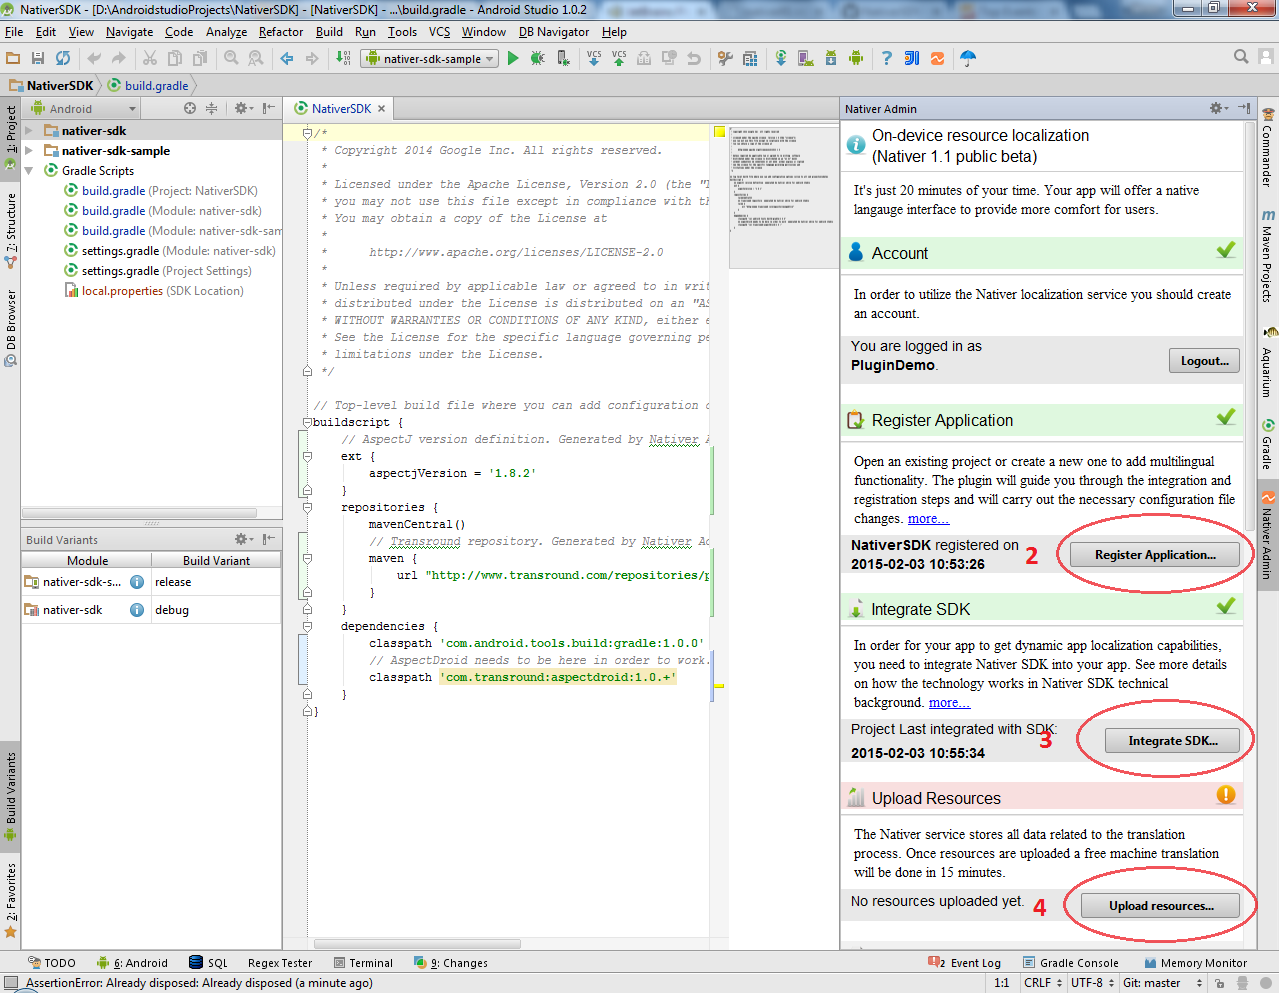 NativerSDK - [D:\AndroidstudioProjects\NativerSDK] - [NativerSDK] - ...\build.gradle - Android Studio 1.0.2
File Edit View Navigate Code Analyze Refactor Build Run Tools VCS Window DB Navigator Help
nativer-sdk-sample
NativerSDK build.gradle
1: Project
7: Structure
DB Browser
Build Variants
2: Favorites
Android
nativer-sdk
nativer-sdk-sample
Gradle Scripts
build.gradle (Project: NativerSDK)
build.gradle (Module: nativer-sdk)
build.gradle (Module: nativer-sdk-sam
settings.gradle (Module: nativer-sdk)
settings.gradle (Project Settings)
local.properties (SDK Location)
Build Variants
Module Build Variant
nativer-sdk-s... release
nativer-sdk debug
NativerSDK
/*
* Copyright 2014 Google Inc. All rights reserved.
*
* Licensed under the Apache License, Version 2.0 (the "L
* you may not use this file except in compliance with th
* You may obtain a copy of the License at
*
* http://www.apache.org/licenses/LICENSE-2.0
*
* Unless required by applicable law or agreed to in writ
* distributed under the License is distributed on an "AS
* WITHOUT WARRANTIES OR CONDITIONS OF ANY KIND, either e
* See the License for the specific language governing pe
* limitations under the License.
*/
// Top-level build file where you can add configuration o
buildscript {
// AspectJ version definition. Generated by Nativer A
ext {
aspectjVersion = '1.8.2'
}
repositories {
mavenCentral()
// Transround repository. Generated by Nativer Ad
maven {
url "http://www.transround.com/repositories/p
}
}
dependencies {
classpath 'com.android.tools.build:gradle:1.0.0'
// AspectDroid needs to be here in order to work.
classpath 'com.transround:aspectdroid:1.0.+'
}
}
Nativer Admin
On-device resource localization
(Nativer 1.1 public beta)
It's just 20 minutes of your time. Your app will offer a native
langauge interface to provide more comfort for users.
Account
In order to utilize the Nativer localization service you should create
an account.
You are logged in as
PluginDemo.
Logout...
Register Application
Open an existing project or create a new one to add multilingual
functionality. The plugin will guide you through the integration and
registration steps and will carry out the necessary configuration file
changes. more...
NativerSDK registered on
2015-02-03 10:53:26
2
Register Application...
Integrate SDK
In order for your app to get dynamic app localization capabilities,
you need to integrate Nativer SDK into your app. See more details
on how the technology works in Nativer SDK technical
background. more...
Project Last integrated with SDK:
2015-02-03 10:55:34
3
Integrate SDK...
Upload Resources
The Nativer service stores all data related to the translation
process. Once resources are uploaded a free machine translation
will be done in 15 minutes.
No resources uploaded yet.
4
Upload resources...
Commander
m Maven Projects
Aquarium
Gradle
Nativer Admin
TODO 6: Android SQL Regex Tester Terminal 9: Changes 2 Event Log Gradle Console Memory Monitor
AssertionError: Already disposed: Already disposed (a minute ago) 1:1 CRLF UTF-8 Git: master